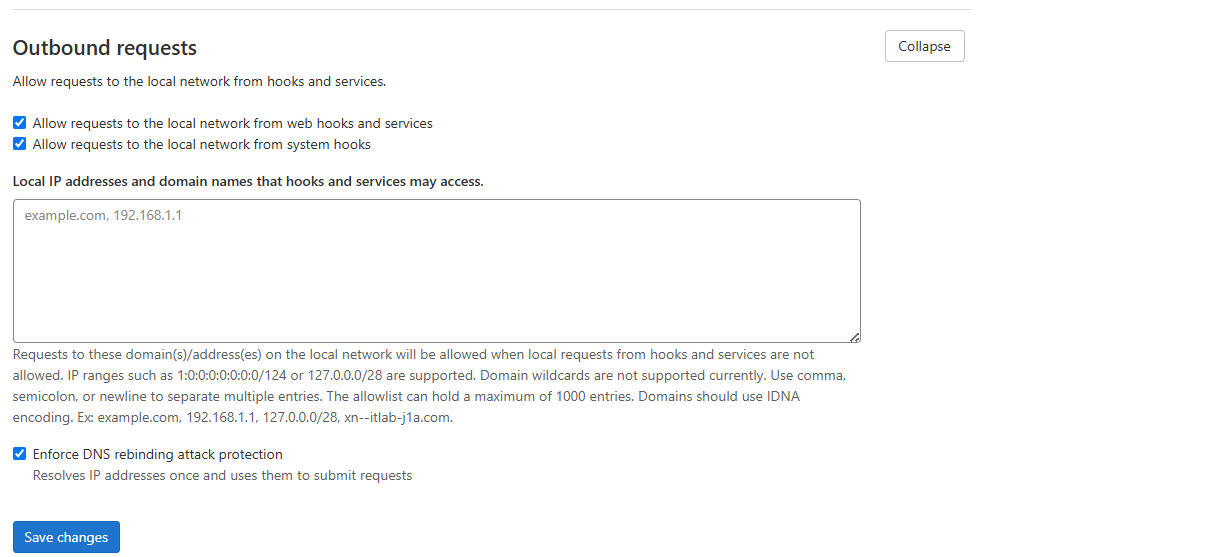 Outbound requests
Collapse
Allow requests to the local network from hooks and services.
Allow requests to the local network from web hooks and services
Allow requests to the local network from system hooks
Local IP addresses and domain names that hooks and services may access.
example.com, 192.168.1.1
Requests to these domain(s)/address(es) on the local network will be allowed when local requests from hooks and services are not
allowed. IP ranges such as 1:0:0:0:0:0:0:0/124 or 127.0.0.0/28 are supported. Domain wildcards are not supported currently. Use comma,
semicolon, or newline to separate multiple entries. The allowlist can hold a maximum of 1000 entries. Domains should use IDNA
encoding. Ex: example.com, 192.168.1.1, 127.0.0.0/28, xn--itlab-j1a.com.
Enforce DNS rebinding attack protection
Resolves IP addresses once and uses them to submit requests
Save changes